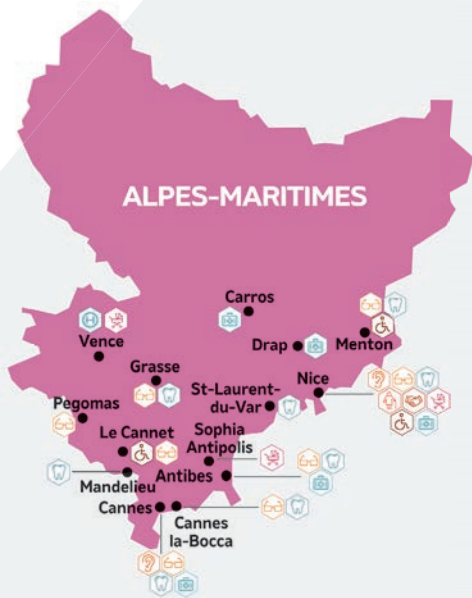 ALPES-MARITIMES
Carros
Vence
Drap
Menton
Grasse
Nice
St-Laurent-
du-Var
Pegomas
Le Cannet
Sophia
Antipolis
Mandelieu
Antibes
Cannes
Cannes
la-Bocca